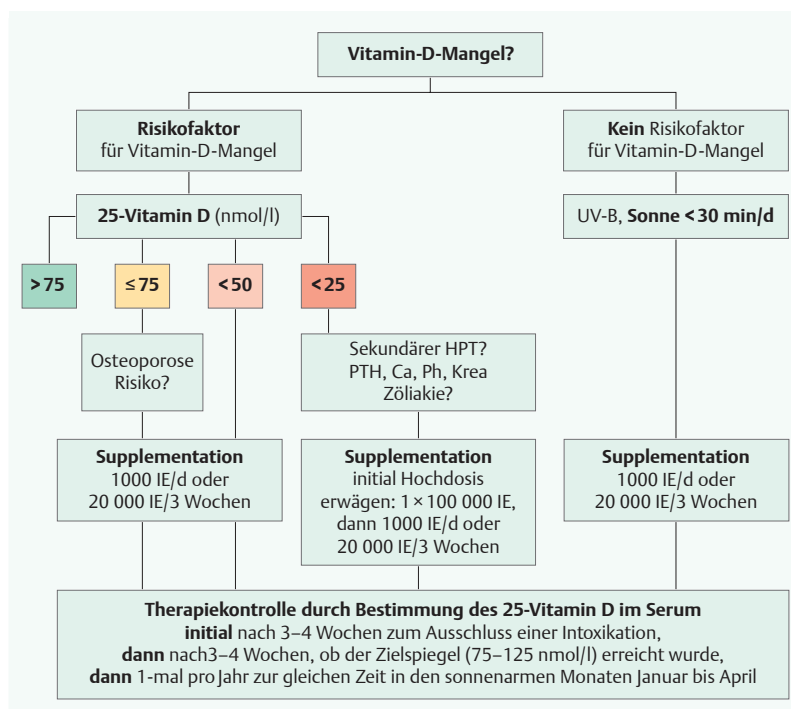 Vitamin-D-Mangel?
Risikofaktor
für Vitamin-D-Mangel
Kein Risikofaktor
für Vitamin-D-Mangel
25-Vitamin D (nmol/l)
UV-B, Sonne < 30 min/d
> 75
≤ 75
< 50
< 25
Osteoporose
Risiko?
Sekundärer HPT?
PTH, Ca, Ph, Krea
Zöliakie?
Supplementation
1000 IE/d oder
20 000 IE/3 Wochen
Supplementation
initial Hochdosis
erwägen: 1 × 100 000 IE,
dann 1000 IE/d oder
20 000 IE/3 Wochen
Supplementation
1000 IE/d oder
20 000 IE/3 Wochen
Therapiekontrolle durch Bestimmung des 25-Vitamin D im Serum
initial nach 3–4 Wochen zum Ausschluss einer Intoxikation,
dann nach3–4 Wochen, ob der Zielspiegel (75–125 nmol/l) erreicht wurde,
dann 1-mal pro Jahr zur gleichen Zeit in den sonnenarmen Monaten Januar bis April